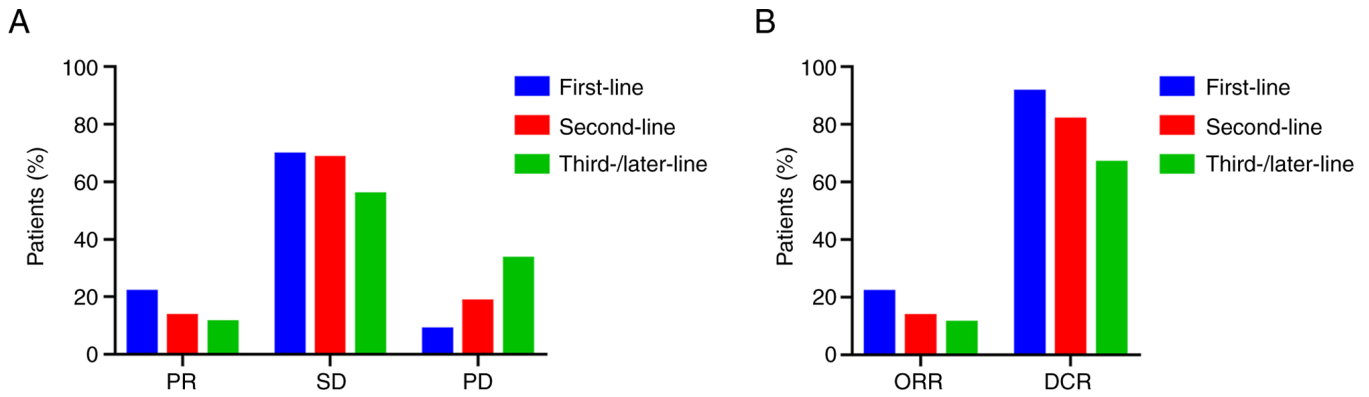 A
Patients (%)
100
80
60
40
20
0
PR
SD
PD
First-line
Second-line
Third-/later-line
B
Patients (%)
100
80
60
40
20
0
ORR
DCR
First-line
Second-line
Third-/later-line